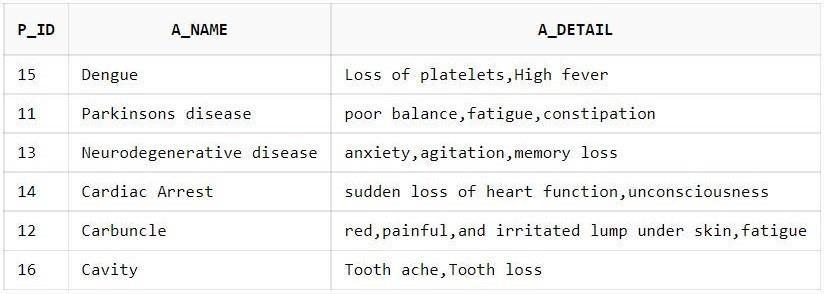 P_ID A_NAME A_DETAIL
15 Dengue Loss of platelets,High fever
11 Parkinsons disease poor balance,fatigue,constipation
13 Neurodegenerative disease anxiety,agitation,memory loss
14 Cardiac Arrest sudden loss of heart function,unconsciousness
12 Carbuncle red,painful,and irritated lump under skin,fatigue
16 Cavity Tooth ache,Tooth loss